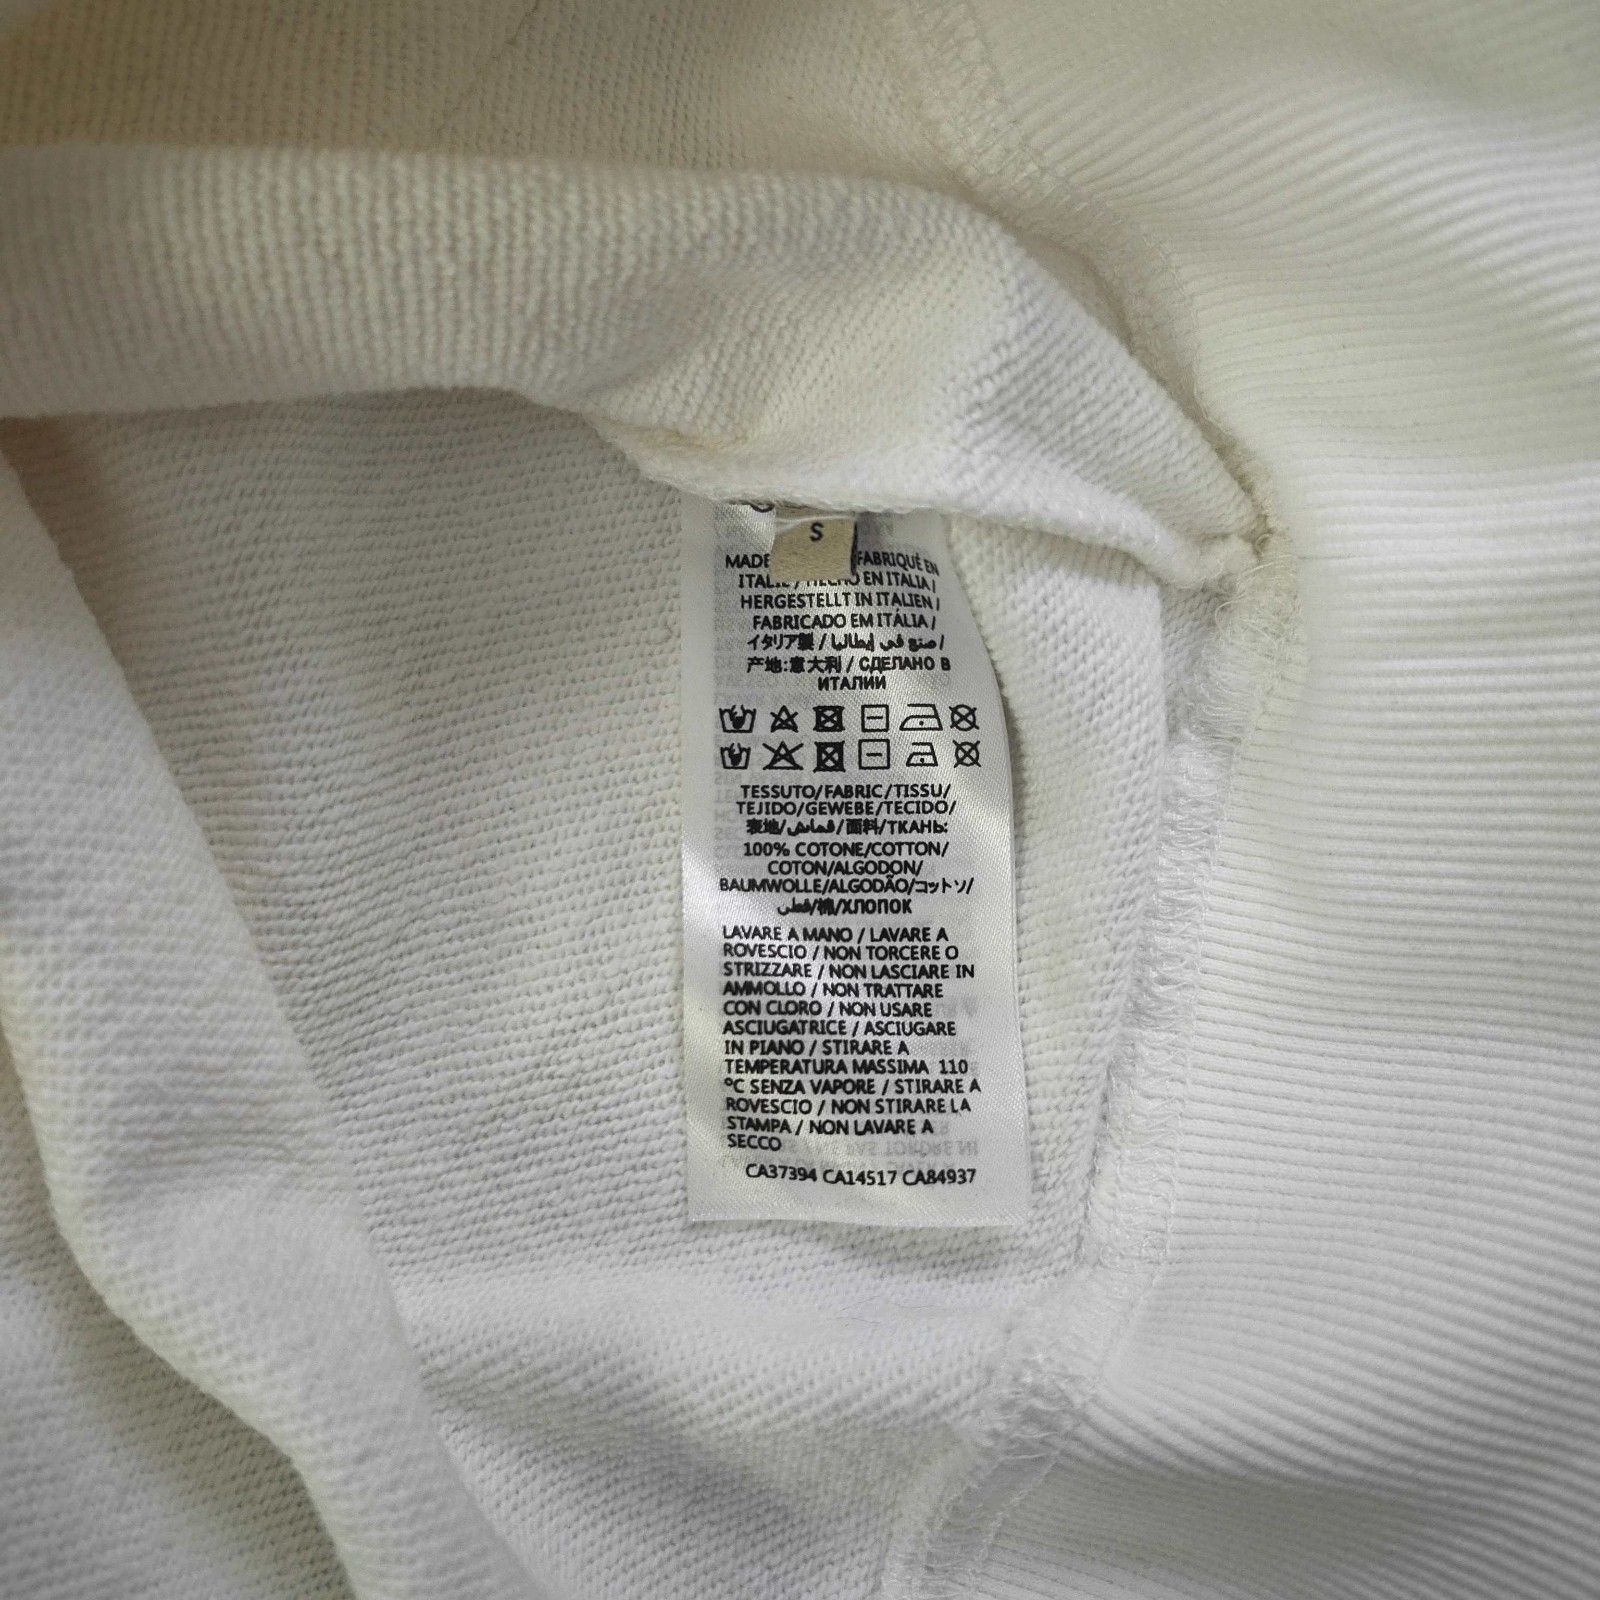 S
MADE FABRIQUÉ EN
EN ITALIA /
HERGESTELLT IN ITALIEN /
FABRICADO EM ITÁLIA /
イタリア製 / صنع في إيطاليا /
产地:意大利 / СДЕЛАНО В
ИТАЛИИ
TESSUTO/FABRIC/TISSU/
TEJIDO/GEWEBE/TECIDO/
表地/قماش/面料/ТКАНЬ:
100% COTONE/COTTON/
COTON/ALGODON/
BAUMWOLLE/ALGODÃO/コットン/
قطن/棉/ХЛОПОК
LAVARE A MANO / LAVARE A
ROVESCIO / NON TORCERE O
STRIZZARE / NON LASCIARE IN
AMMOLLO / NON TRATTARE
CON CLORO / NON USARE
ASCIUGATRICE / ASCIUGARE
IN PIANO / STIRARE A
TEMPERATURA MASSIMA 110
°C SENZA VAPORE / STIRARE A
ROVESCIO / NON STIRARE LA
STAMPA / NON LAVARE A
SECCO
CA37394 CA14517 CA84937